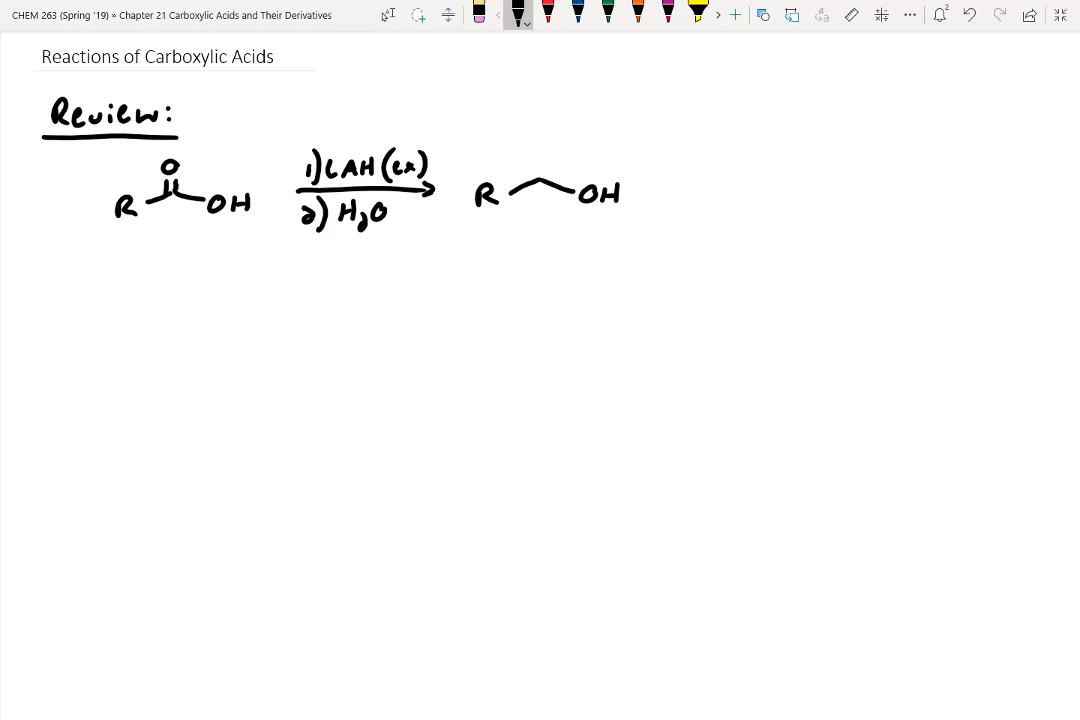 CHEM 263 (Spring '19) » Chapter 21 Carboxylic Acids and Their Derivatives
Reactions of Carboxylic Acids
Review:
O
1) LAH (ex)
R OH R OH
2) H₂O